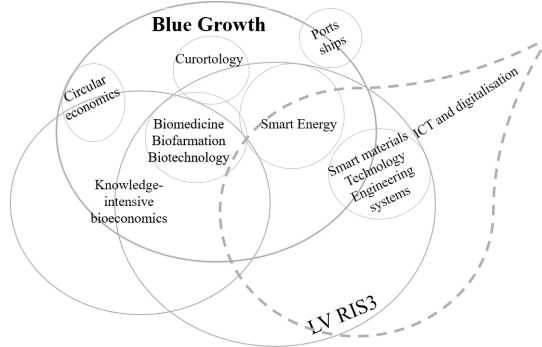 Blue Growth
Ports
ships
Curortology
Circular
economics
Biomedicine
Biofarmation
Biotechnology
Smart Energy
ICT and digitalisation
Smart materials
Technology
Engineering
systems
Knowledge-
intensive
bioeconomics
LV RIS3